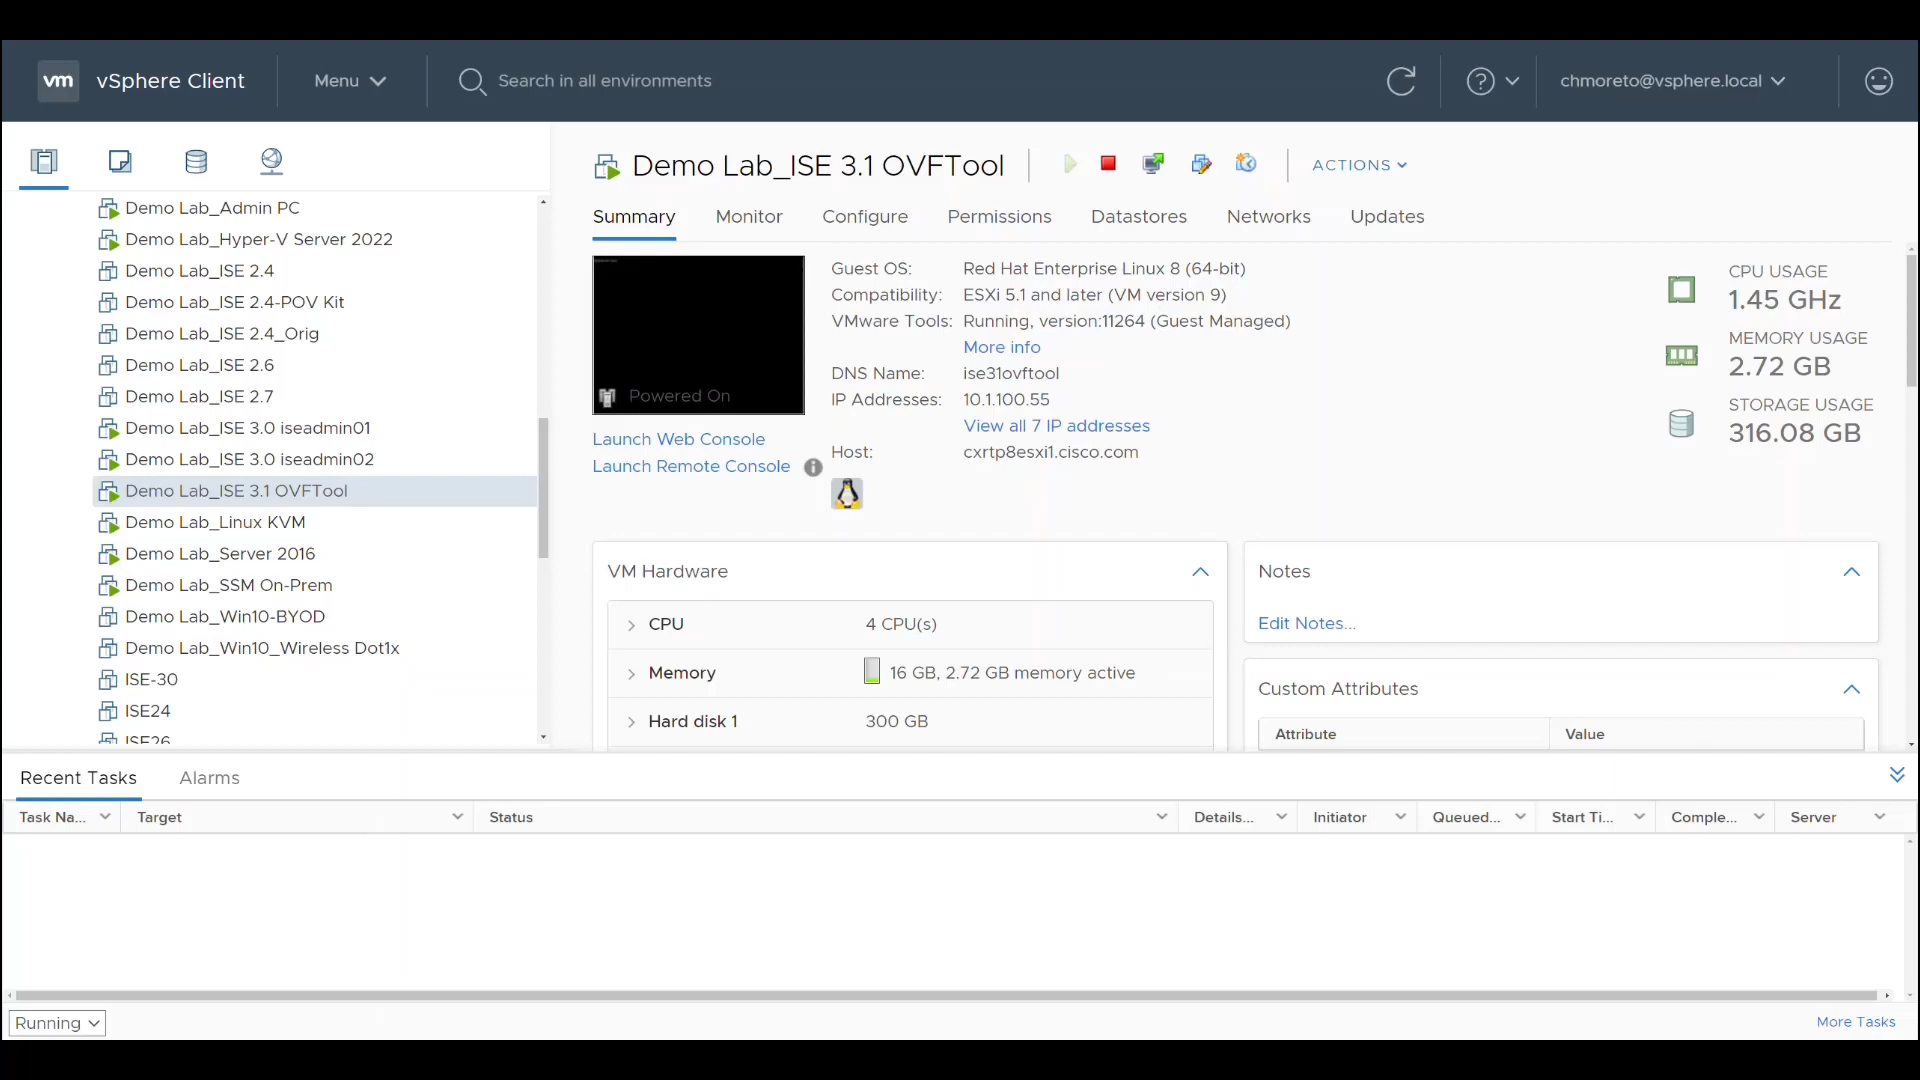 vm vSphere Client Menu Search in all environments chmoreto@vsphere.local
Demo Lab_Admin PC
Demo Lab_Hyper-V Server 2022
Demo Lab_ISE 2.4
Demo Lab_ISE 2.4-POV Kit
Demo Lab_ISE 2.4_Orig
Demo Lab_ISE 2.6
Demo Lab_ISE 2.7
Demo Lab_ISE 3.0 iseadmin01
Demo Lab_ISE 3.0 iseadmin02
Demo Lab_ISE 3.1 OVFTool
Demo Lab_Linux KVM
Demo Lab_Server 2016
Demo Lab_SSM On-Prem
Demo Lab_Win10-BYOD
Demo Lab_Win10_Wireless Dot1x
ISE-30
ISE24
ISE26
Demo Lab_ISE 3.1 OVFTool ACTIONS
Summary Monitor Configure Permissions Datastores Networks Updates
Powered On
Launch Web Console
Launch Remote Console
Guest OS: Red Hat Enterprise Linux 8 (64-bit)
Compatibility: ESXi 5.1 and later (VM version 9)
VMware Tools: Running, version:11264 (Guest Managed)
More info
DNS Name: ise31ovftool
IP Addresses: 10.1.100.55
View all 7 IP addresses
Host: cxrtp8esxi1.cisco.com
CPU USAGE
1.45 GHz
MEMORY USAGE
2.72 GB
STORAGE USAGE
316.08 GB
VM Hardware
CPU 4 CPU(s)
Memory 16 GB, 2.72 GB memory active
Hard disk 1 300 GB
Notes
Edit Notes...
Custom Attributes
Attribute Value
Recent Tasks Alarms
Task Na... Target Status Details... Initiator Queued... Start Ti... Comple... Server
Running More Tasks